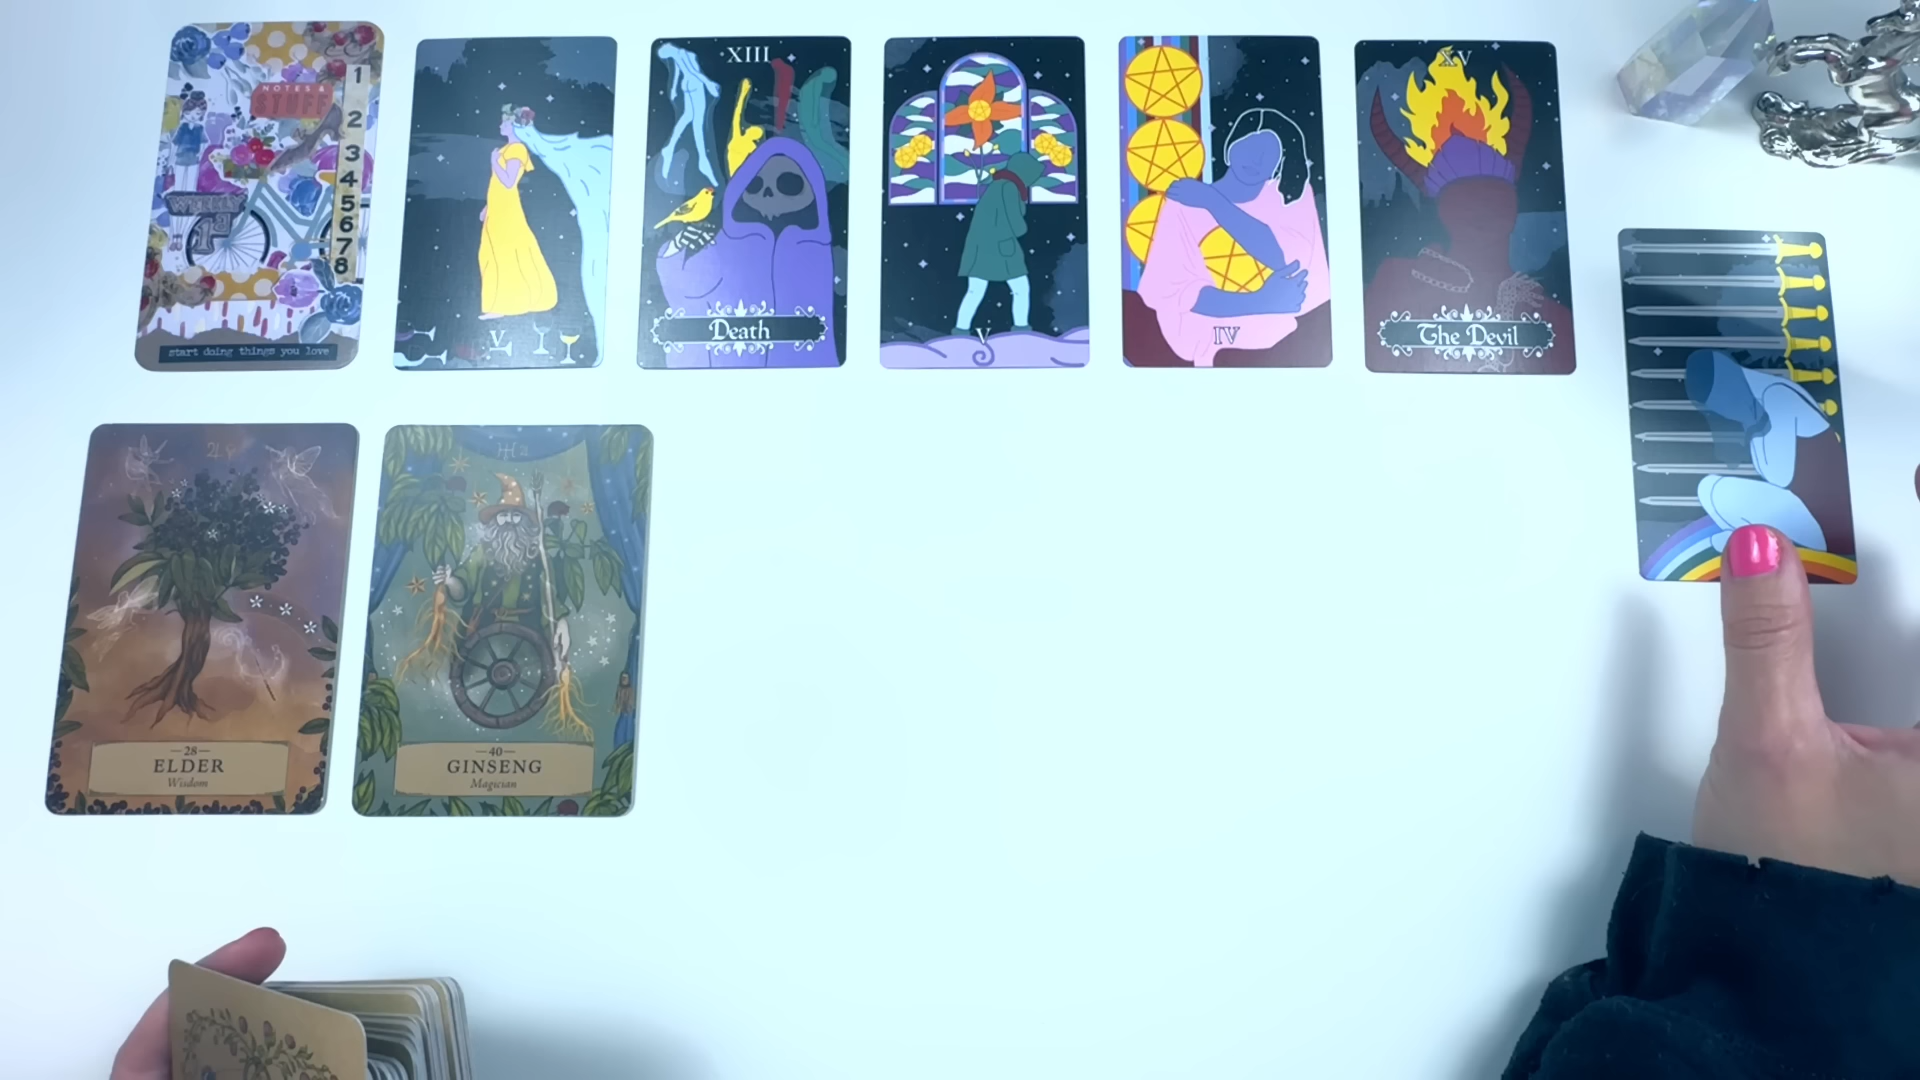 NOTES &
STUFF
WEEKLY
1
2
3
4
5
6
7
8
start doing things you love
V
XIII
Death
V
IV
XV
The Devil
—28—
ELDER
Wisdom
—40—
GINSENG
Magician